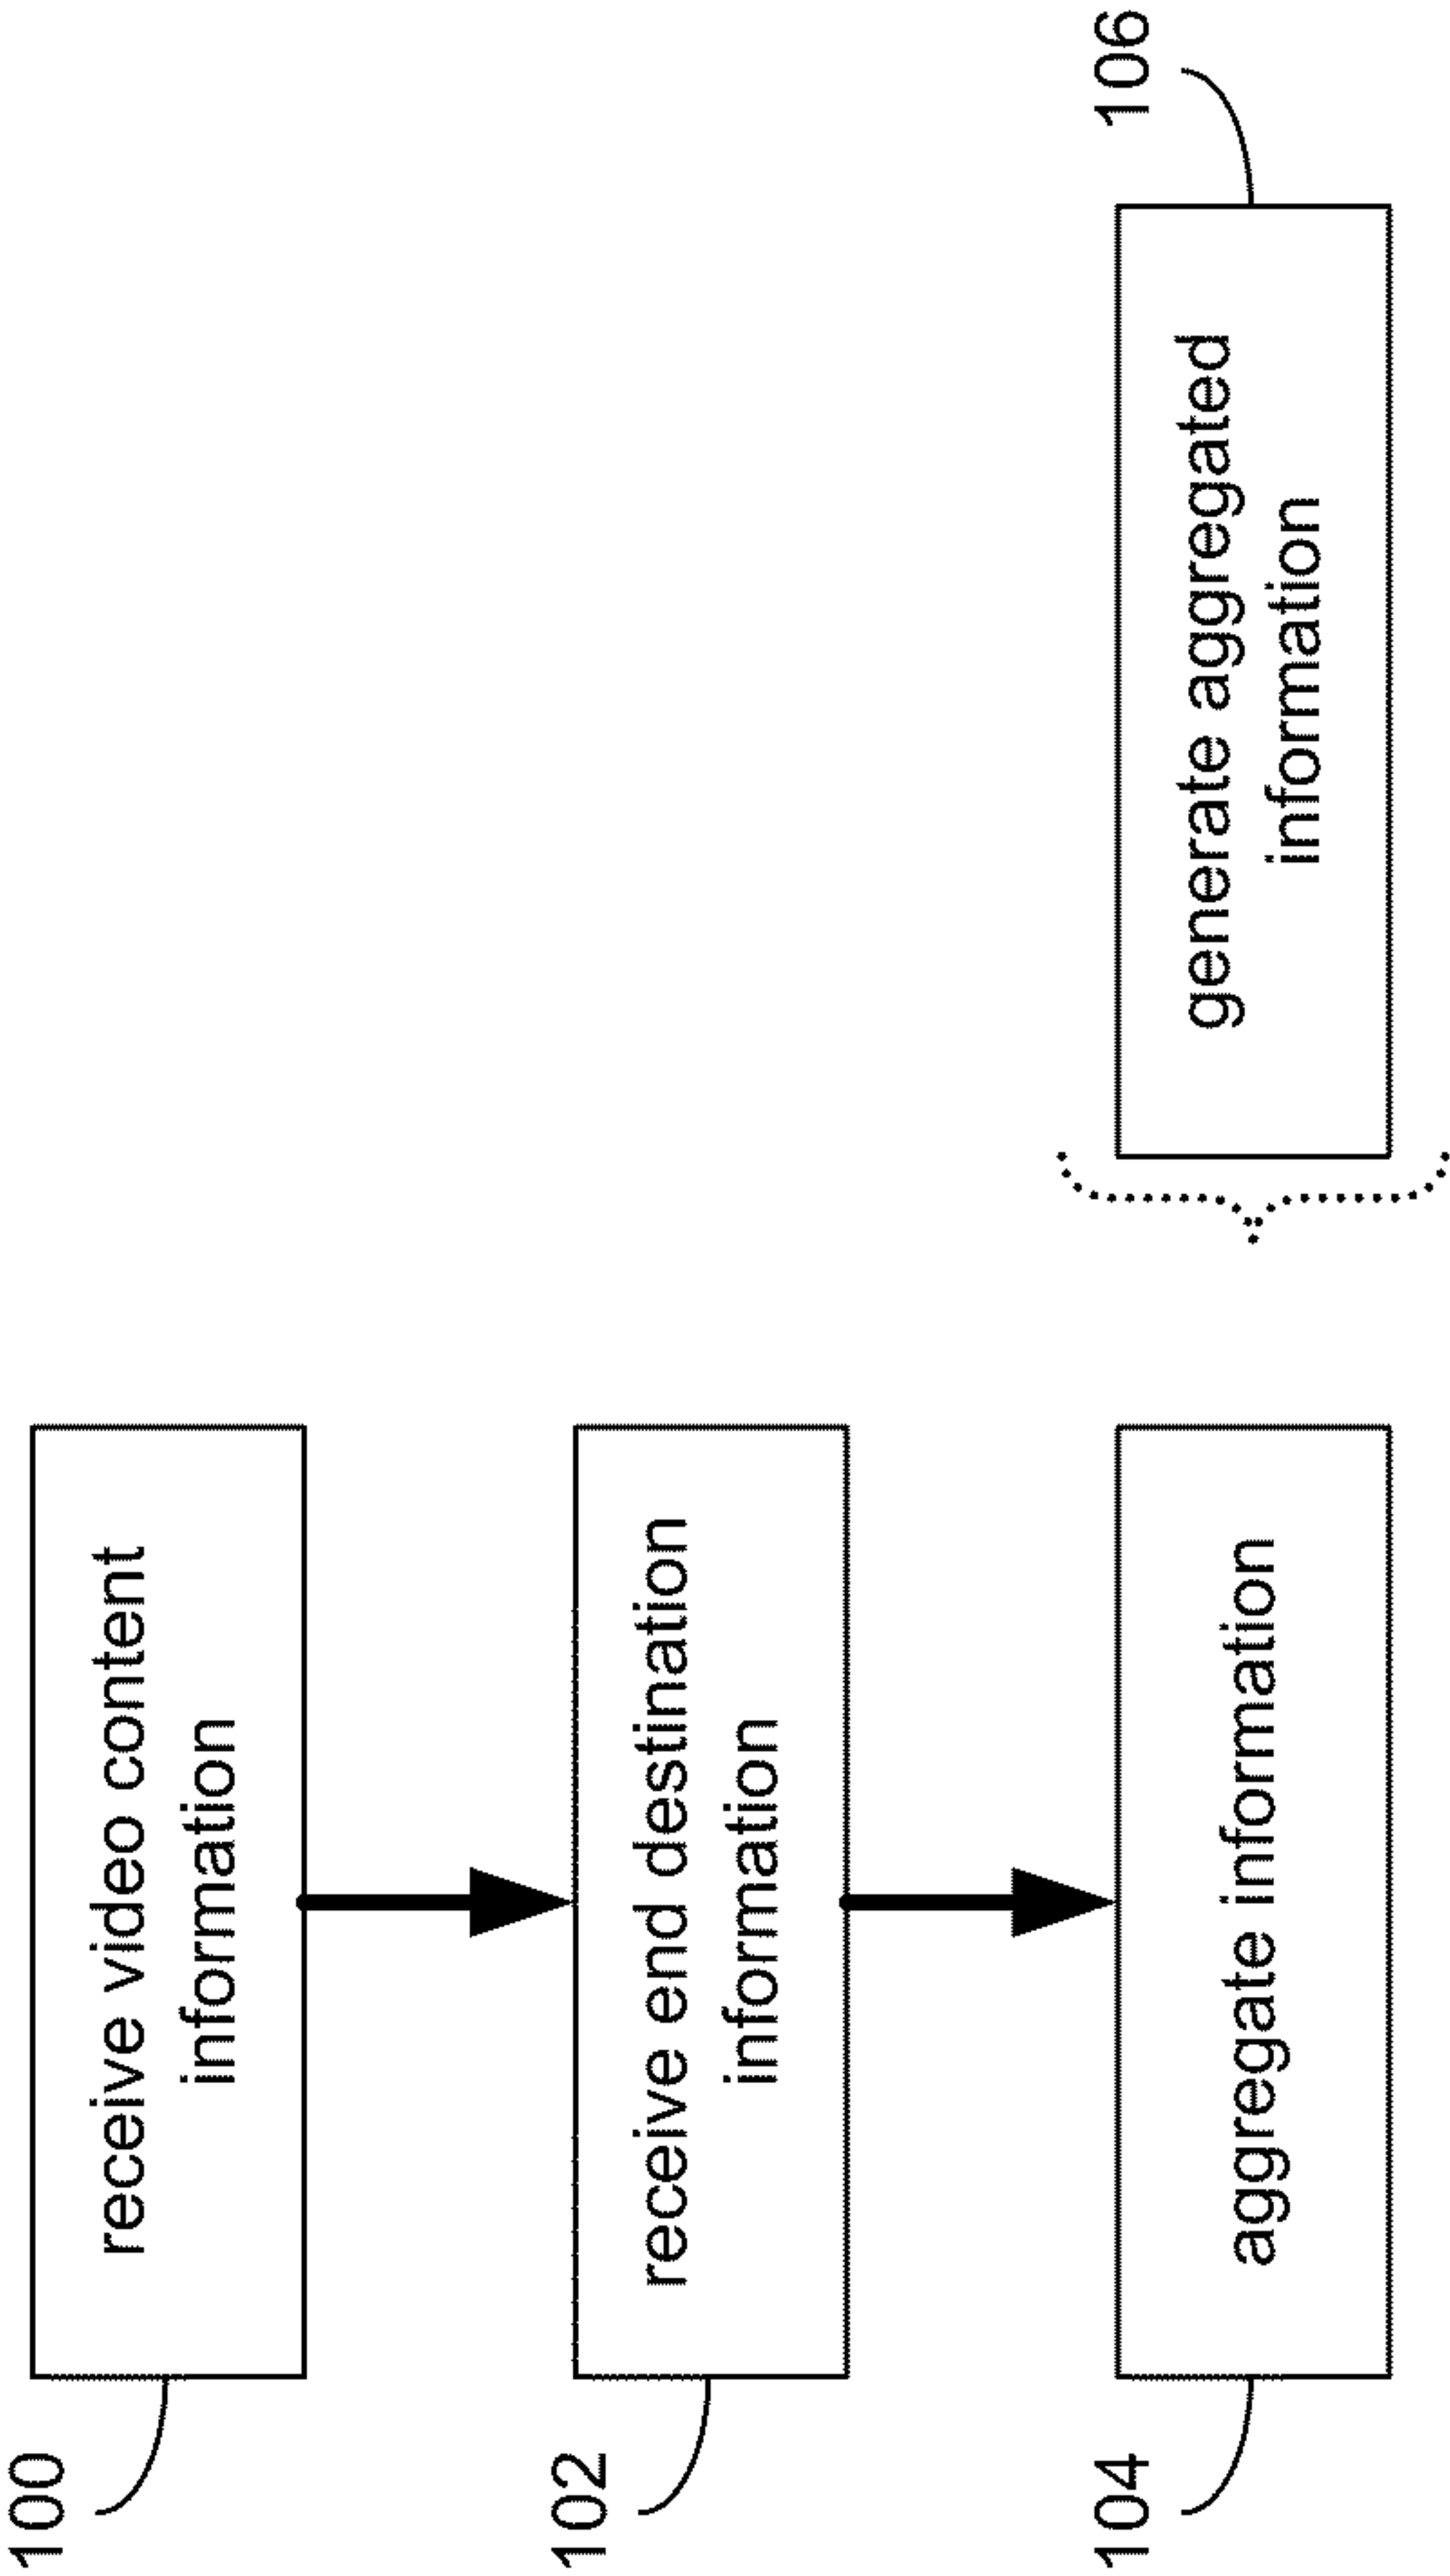 100
receive video content
information
102
receive end destination
information
104
aggregate information
generate aggregated
information
106